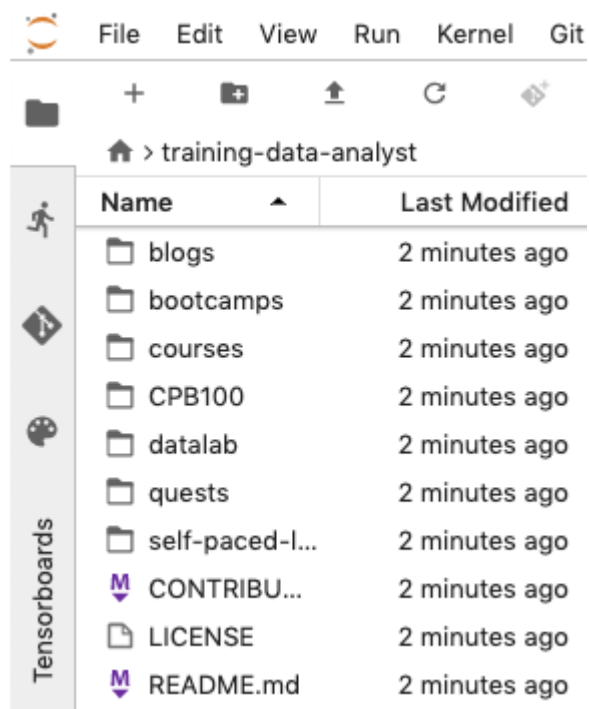 File Edit View Run Kernel Git
> training-data-analyst
Name Last Modified
blogs 2 minutes ago
bootcamps 2 minutes ago
courses 2 minutes ago
CPB100 2 minutes ago
datalab 2 minutes ago
quests 2 minutes ago
self-paced-l... 2 minutes ago
M CONTRIBU... 2 minutes ago
LICENSE 2 minutes ago
M README.md 2 minutes ago
Tensorboards